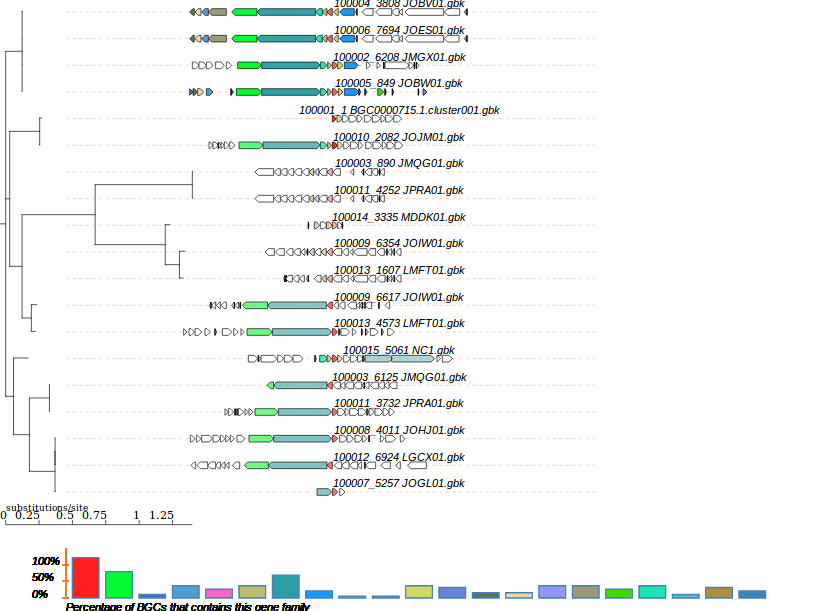 100004_3808 JOBV01.gbk
100006_7694 JOES01.gbk
100002_6208 JMGX01.gbk
100005_849 JOBW01.gbk
100001_1 BGC0000715.1.cluster001.gbk
100010_2082 JOJM01.gbk
100003_890 JMQG01.gbk
100011_4252 JPRA01.gbk
100014_3335 MDDK01.gbk
100009_6354 JOIW01.gbk
100013_1607 LMFT01.gbk
100009_6617 JOIW01.gbk
100013_4573 LMFT01.gbk
100015_5061 NC1.gbk
100003_6125 JMQG01.gbk
100011_3732 JPRA01.gbk
100008_4011 JOHJ01.gbk
100012_6924 LGCX01.gbk
100007_5257 JOGL01.gbk
substitutions/site
0 0.25 0.5 0.75 1 1.25
100%
50%
0%
Percentage of BGCs that contains this gene family